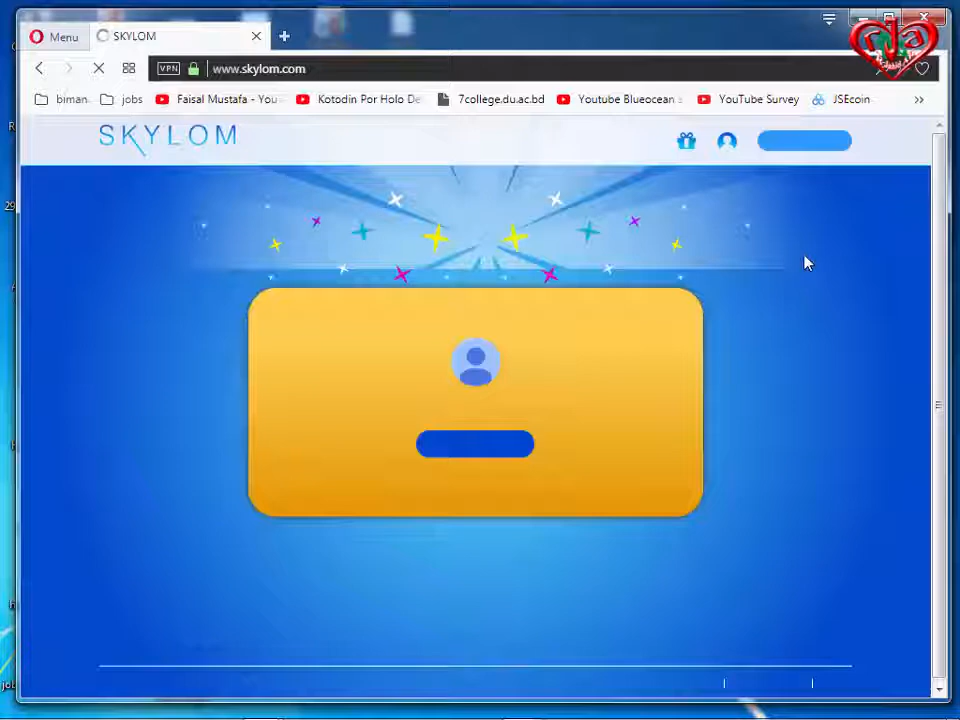 Menu
SKYLOM
VPN
www.skylom.com
biman
jobs
Faisal Mustafa - You
Kotodin Por Holo De
7college.du.ac.bd
Youtube Blueocean
YouTube Survey
JSEcoin
SKYLOM
29